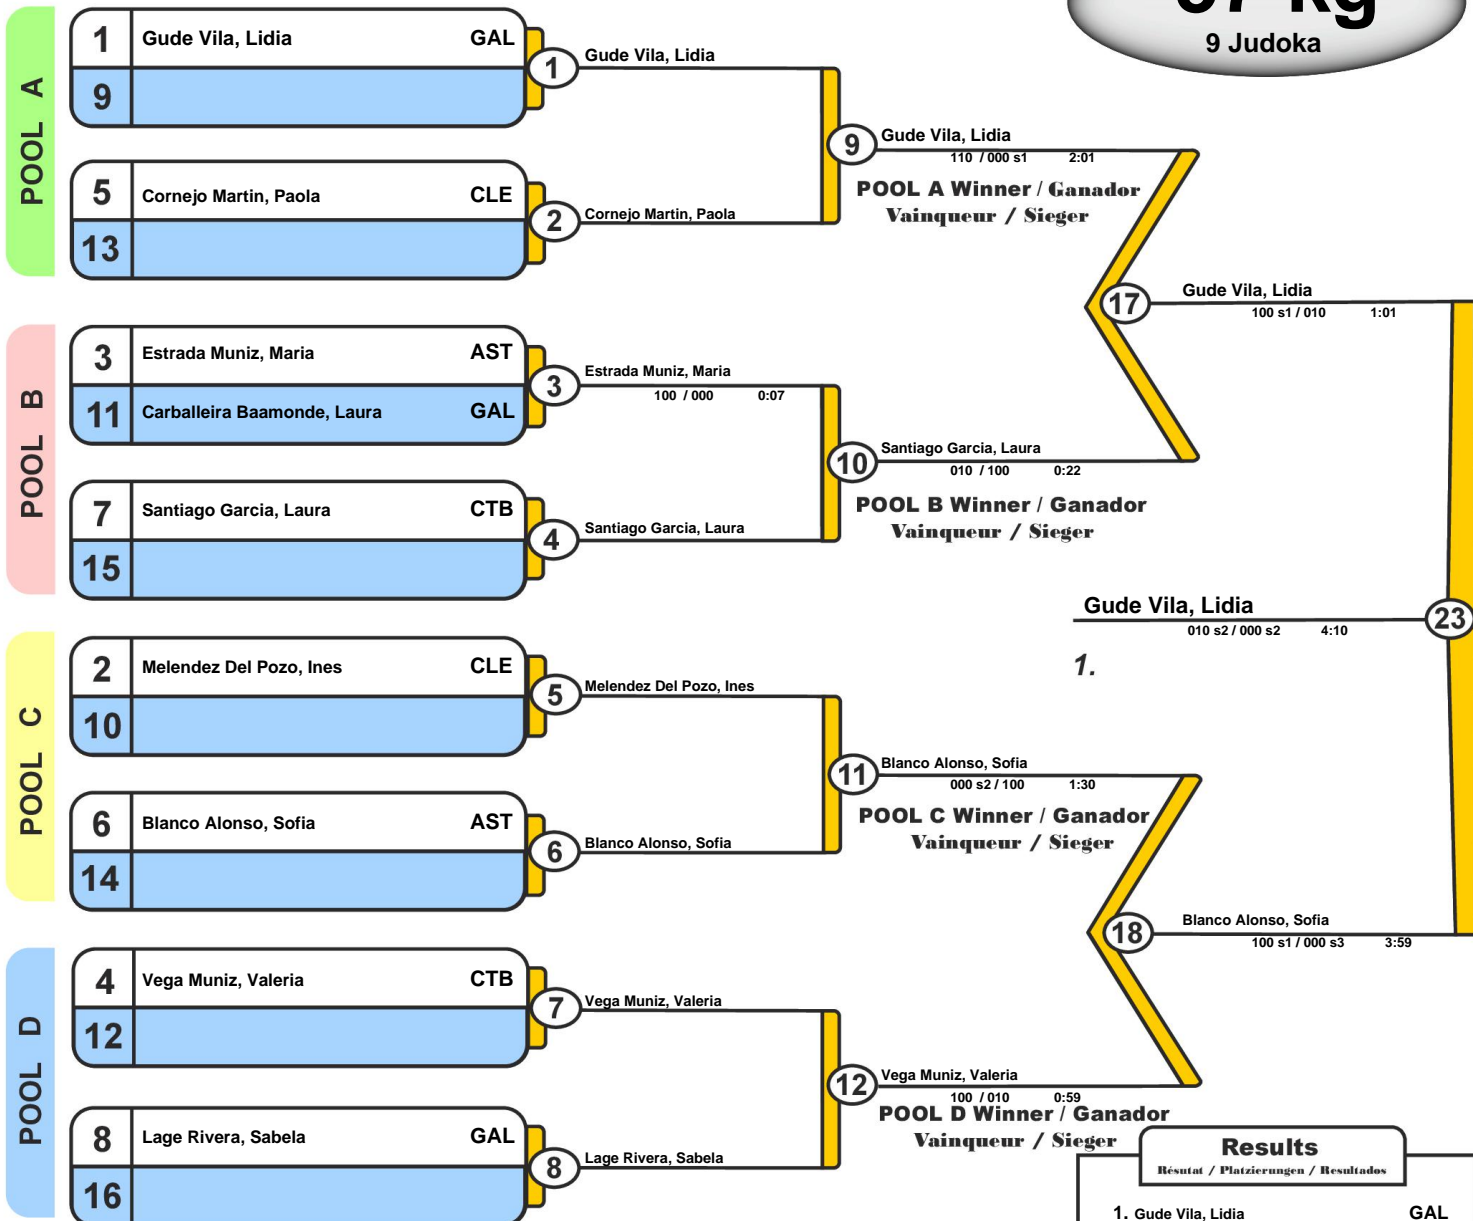 kg
9 Judoka
POOL A
1 Gude Vila, Lidia GAL
9
1 Gude Vila, Lidia
5 Cornejo Martin, Paola CLE
13
2 Cornejo Martin, Paola
9 Gude Vila, Lidia
110 / 000 s1 2:01
POOL A Winner / Ganador
Vainqueur / Sieger
POOL B
3 Estrada Muniz, Maria AST
11 Carballeira Baamonde, Laura GAL
3 Estrada Muniz, Maria
100 / 000 0:07
7 Santiago Garcia, Laura CTB
15
4 Santiago Garcia, Laura
10 Santiago Garcia, Laura
010 / 100 0:22
POOL B Winner / Ganador
Vainqueur / Sieger
17 Gude Vila, Lidia
100 s1 / 010 1:01
Gude Vila, Lidia 23
010 s2 / 000 s2 4:10
1.
POOL C
2 Melendez Del Pozo, Ines CLE
10
5 Melendez Del Pozo, Ines
6 Blanco Alonso, Sofia AST
14
6 Blanco Alonso, Sofia
11 Blanco Alonso, Sofia
000 s2 / 100 1:30
POOL C Winner / Ganador
Vainqueur / Sieger
18 Blanco Alonso, Sofia
100 s1 / 000 s3 3:59
POOL D
4 Vega Muniz, Valeria CTB
12
7 Vega Muniz, Valeria
8 Lage Rivera, Sabela GAL
16
8 Lage Rivera, Sabela
12 Vega Muniz, Valeria
100 / 010 0:59
POOL D Winner / Ganador
Vainqueur / Sieger
Results
Résutat / Platzierungen / Resultados
1. Gude Vila, Lidia GAL